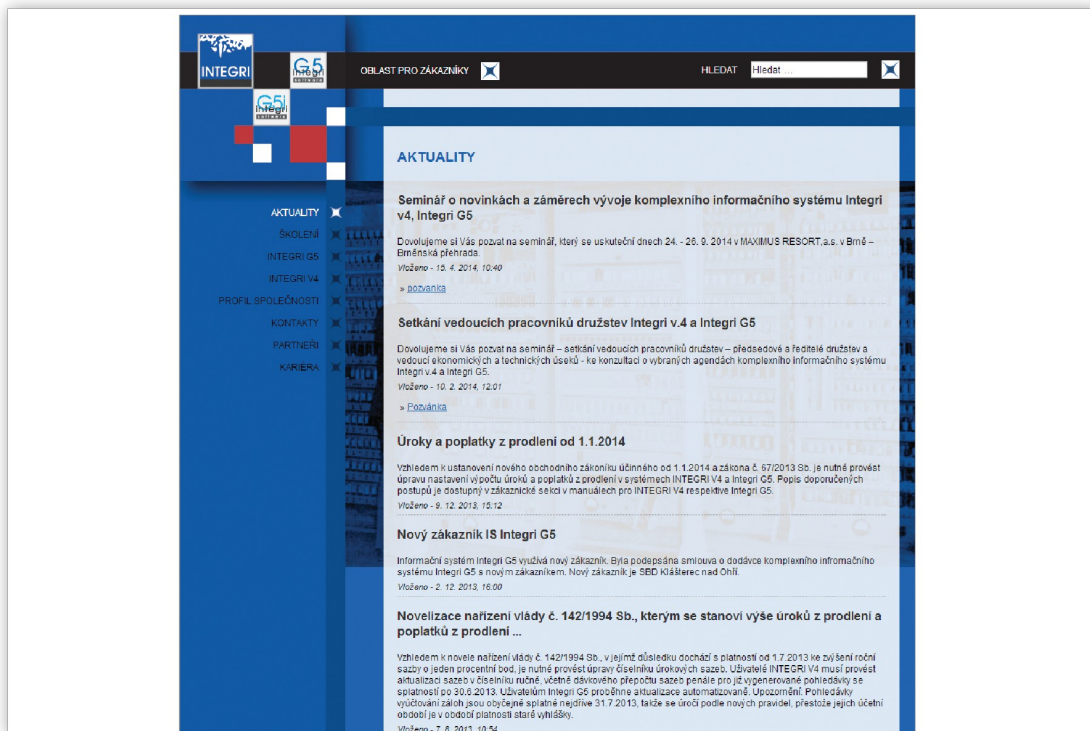 INTEGRI
G5
Integri
software
G5i
Integri
software
OBLAST PRO ZÁKAZNÍKY
HLEDAT
Hledat ...
AKTUALITY
ŠKOLENÍ
INTEGRI G5
INTEGRI V4
PROFIL SPOLEČNOSTI
KONTAKTY
PARTNEŘI
KARIÉRA
AKTUALITY
Seminář o novinkách a záměrech vývoje komplexního informačního systému Integri
v4, Integri G5
Dovolujeme si Vás pozvat na seminář, který se uskuteční dnech 24. - 26. 9. 2014 v MAXIMUS RESORT,a.s. v Brně –
Brněnská přehrada.
Vloženo - 15. 4. 2014, 10:40
» pozvanka
Setkání vedoucích pracovníků družstev Integri v.4 a Integri G5
Dovolujeme si Vás pozvat na seminář – setkání vedoucích pracovníků družstev – předsedové a ředitelé družstev a
vedoucí ekonomických a technických úseků - ke konzultaci o vybraných agendách komplexního informačního systému
Integri v.4 a Integri G5.
Vloženo - 10. 2. 2014, 12:01
» Pozvánka
Úroky a poplatky z prodlení od 1.1.2014
Vzhledem k ustanovení nového obchodního zákoníku účinného od 1.1.2014 a zákona č. 67/2013 Sb. je nutné provést
úpravu nastavení výpočtu úroků a poplatků z prodlení v systémech INTEGRI V4 a Integri G5. Popis doporučených
postupů je dostupný v zákaznické sekci v manuálech pro INTEGRI V4 respektive Integri G5.
Vloženo - 9. 12. 2013, 15:12
Nový zákazník IS Integri G5
Informační systém Integri G5 využívá nový zákazník. Byla podepsána smlouva o dodávce komplexního infromačního
systému Integri G5 s novým zákazníkem. Nový zákazník je SBD Klášterec nad Ohří.
Vloženo - 2. 12. 2013, 16:00
Novelizace nařízení vlády č. 142/1994 Sb., kterým se stanoví výše úroků z prodlení a
poplatků z prodlení ...
Vzhledem k novele nařízení vlády č. 142/1994 Sb., v jejímž důsledku dochází s platností od 1.7.2013 ke zvýšení roční
sazby o jeden procentní bod, je nutné provést úpravy číselníku úrokových sazeb. Uživatelé INTEGRI V4 musí provést
aktualizaci sazeb v číselníku ručně, včetně dávkového přepočtu sazeb penále pro již vygenerované pohledávky se
splatností po 30.6.2013. Uživatelům Integri G5 proběhne aktualizace automatizovaně. Upozornění. Pohledávky
vyúčtování záloh jsou obyčejně splatné nejdříve 31.7.2013, takže se úročí podle nových pravidel, přestože jejich účetní
období je v období platnosti staré vyhlášky.
Vloženo - 7. 6. 2013, 10:54